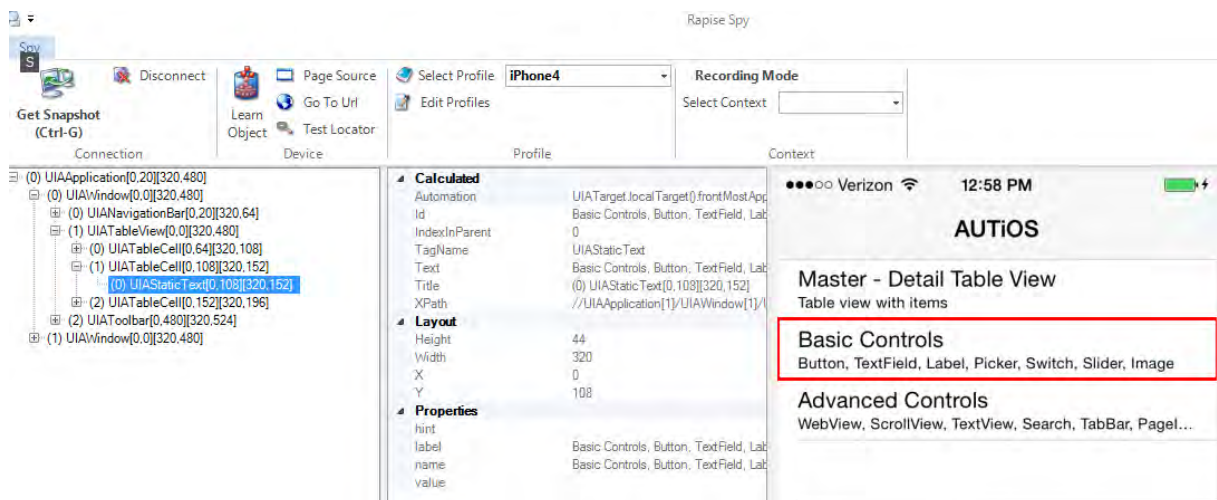 Rapise Spy
Spy
S
Get Snapshot
(Ctrl-G)
Disconnect
Connection
Learn
Object
Page Source
Go To Url
Test Locator
Device
Select Profile iPhone4
Edit Profiles
Profile
Recording Mode
Select Context
Context
(0) UIAApplication[0,20][320,480]
(0) UIAWindow[0,0][320,480]
(0) UIANavigationBar[0,20][320,64]
(1) UIATableView[0,0][320,480]
(0) UIATableCell[0,64][320,108]
(1) UIATableCell[0,108][320,152]
(0) UIAStaticText[0,108][320,152]
(2) UIATableCell[0,152][320,196]
(2) UIAToolbar[0,480][320,524]
(1) UIAWindow[0,0][320,480]
Calculated
Automation UIATarget.localTarget().frontMostApp
Id Basic Controls, Button, TextField, Lab
IndexInParent 0
TagName UIAStaticText
Text Basic Controls, Button, TextField, Lab
Title (0) UIAStaticText[0,108][320,152]
XPath //UIAApplication[1]/UIAWindow[1]/U
Layout
Height 44
Width 320
X 0
Y 108
Properties
hint
label Basic Controls, Button, TextField, Lab
name Basic Controls, Button, TextField, Lab
value
Verizon 12:58 PM
AUTiOS
Master - Detail Table View
Table view with items
Basic Controls
Button, TextField, Label, Picker, Switch, Slider, Image
Advanced Controls
WebView, ScrollView, TextView, Search, TabBar, PageI...